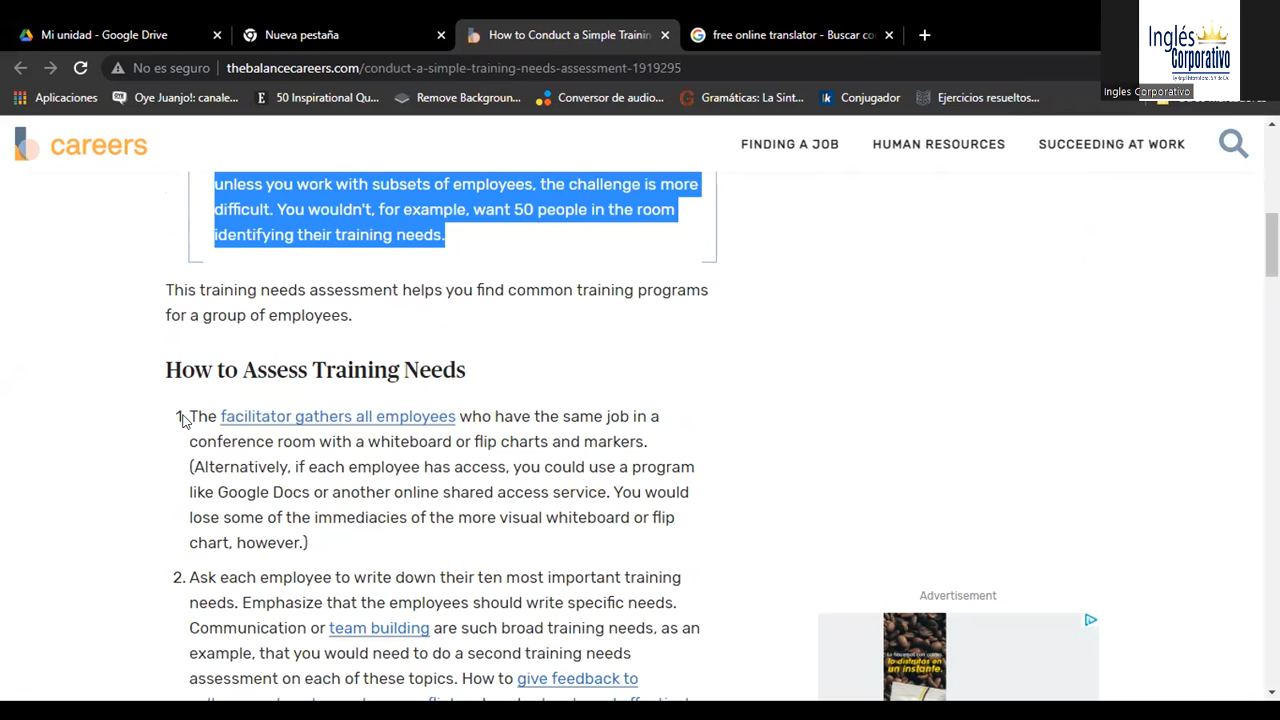 Mi unidad - Google Drive
Nueva pestaña
How to Conduct a Simple Trainin
free online translator - Buscar co
No es seguro
thebalancecareers.com/conduct-a-simple-training-needs-assessment-1919295
Inglés
Corporativo
Ingles Corporativo
Aplicaciones
Oye Juanjo!: canale...
50 Inspirational Qu...
Remove Backgroun...
Conversor de audio...
Gramáticas: La Sint...
Conjugador
Ejercicios resueltos...
careers
FINDING A JOB
HUMAN RESOURCES
SUCCEEDING AT WORK
unless you work with subsets of employees, the challenge is more
difficult. You wouldn't, for example, want 50 people in the room
identifying their training needs.
This training needs assessment helps you find common training programs
for a group of employees.
How to Assess Training Needs
1. The facilitator gathers all employees who have the same job in a
conference room with a whiteboard or flip charts and markers.
(Alternatively, if each employee has access, you could use a program
like Google Docs or another online shared access service. You would
lose some of the immediacies of the more visual whiteboard or flip
chart, however.)
2. Ask each employee to write down their ten most important training
needs. Emphasize that the employees should write specific needs.
Communication or team building are such broad training needs, as an
example, that you would need to do a second training needs
assessment on each of these topics. How to give feedback to
Advertisement
lo disfrutas en
un instante.